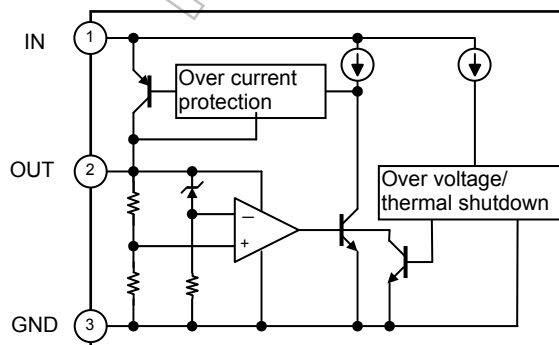 IN
1
Over current
protection
OUT
2
Over voltage/
thermal shutdown
−
+
GND
3